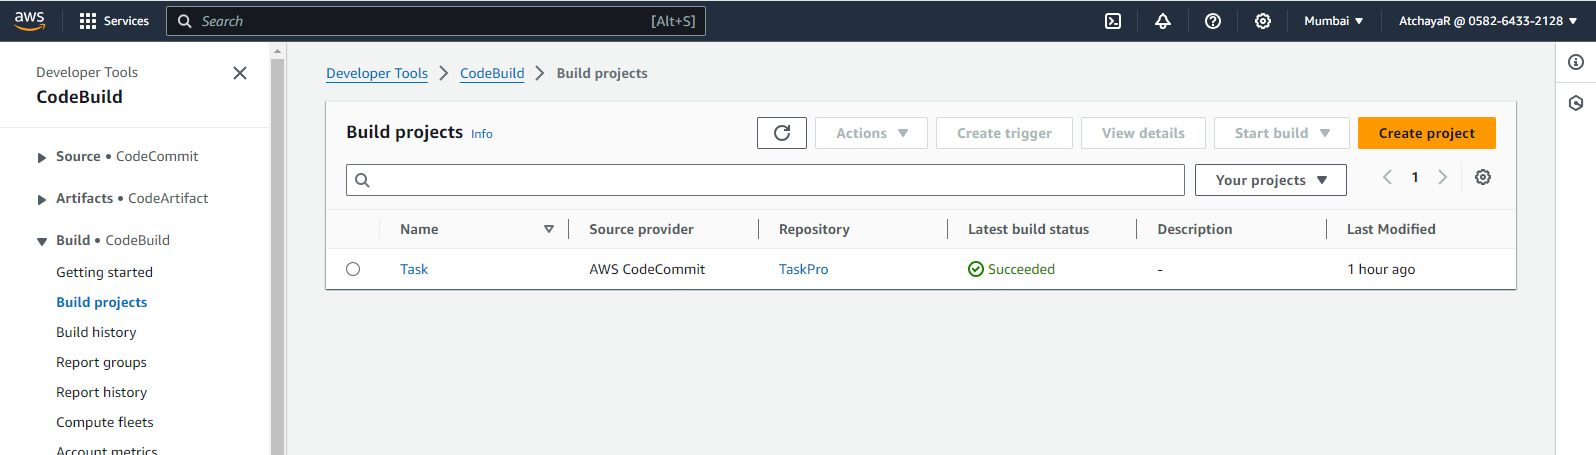 aws Services Search [Alt+S] Mumbai AtchayaR @ 0582-6433-2128
Developer Tools
CodeBuild
Source • CodeCommit
Artifacts • CodeArtifact
Build • CodeBuild
Getting started
Build projects
Build history
Report groups
Report history
Compute fleets
Account metrics
Developer Tools CodeBuild Build projects
Build projects Info Actions Create trigger View details Start build Create project
Your projects 1
Name Source provider Repository Latest build status Description Last Modified
Task AWS CodeCommit TaskPro Succeeded - 1 hour ago